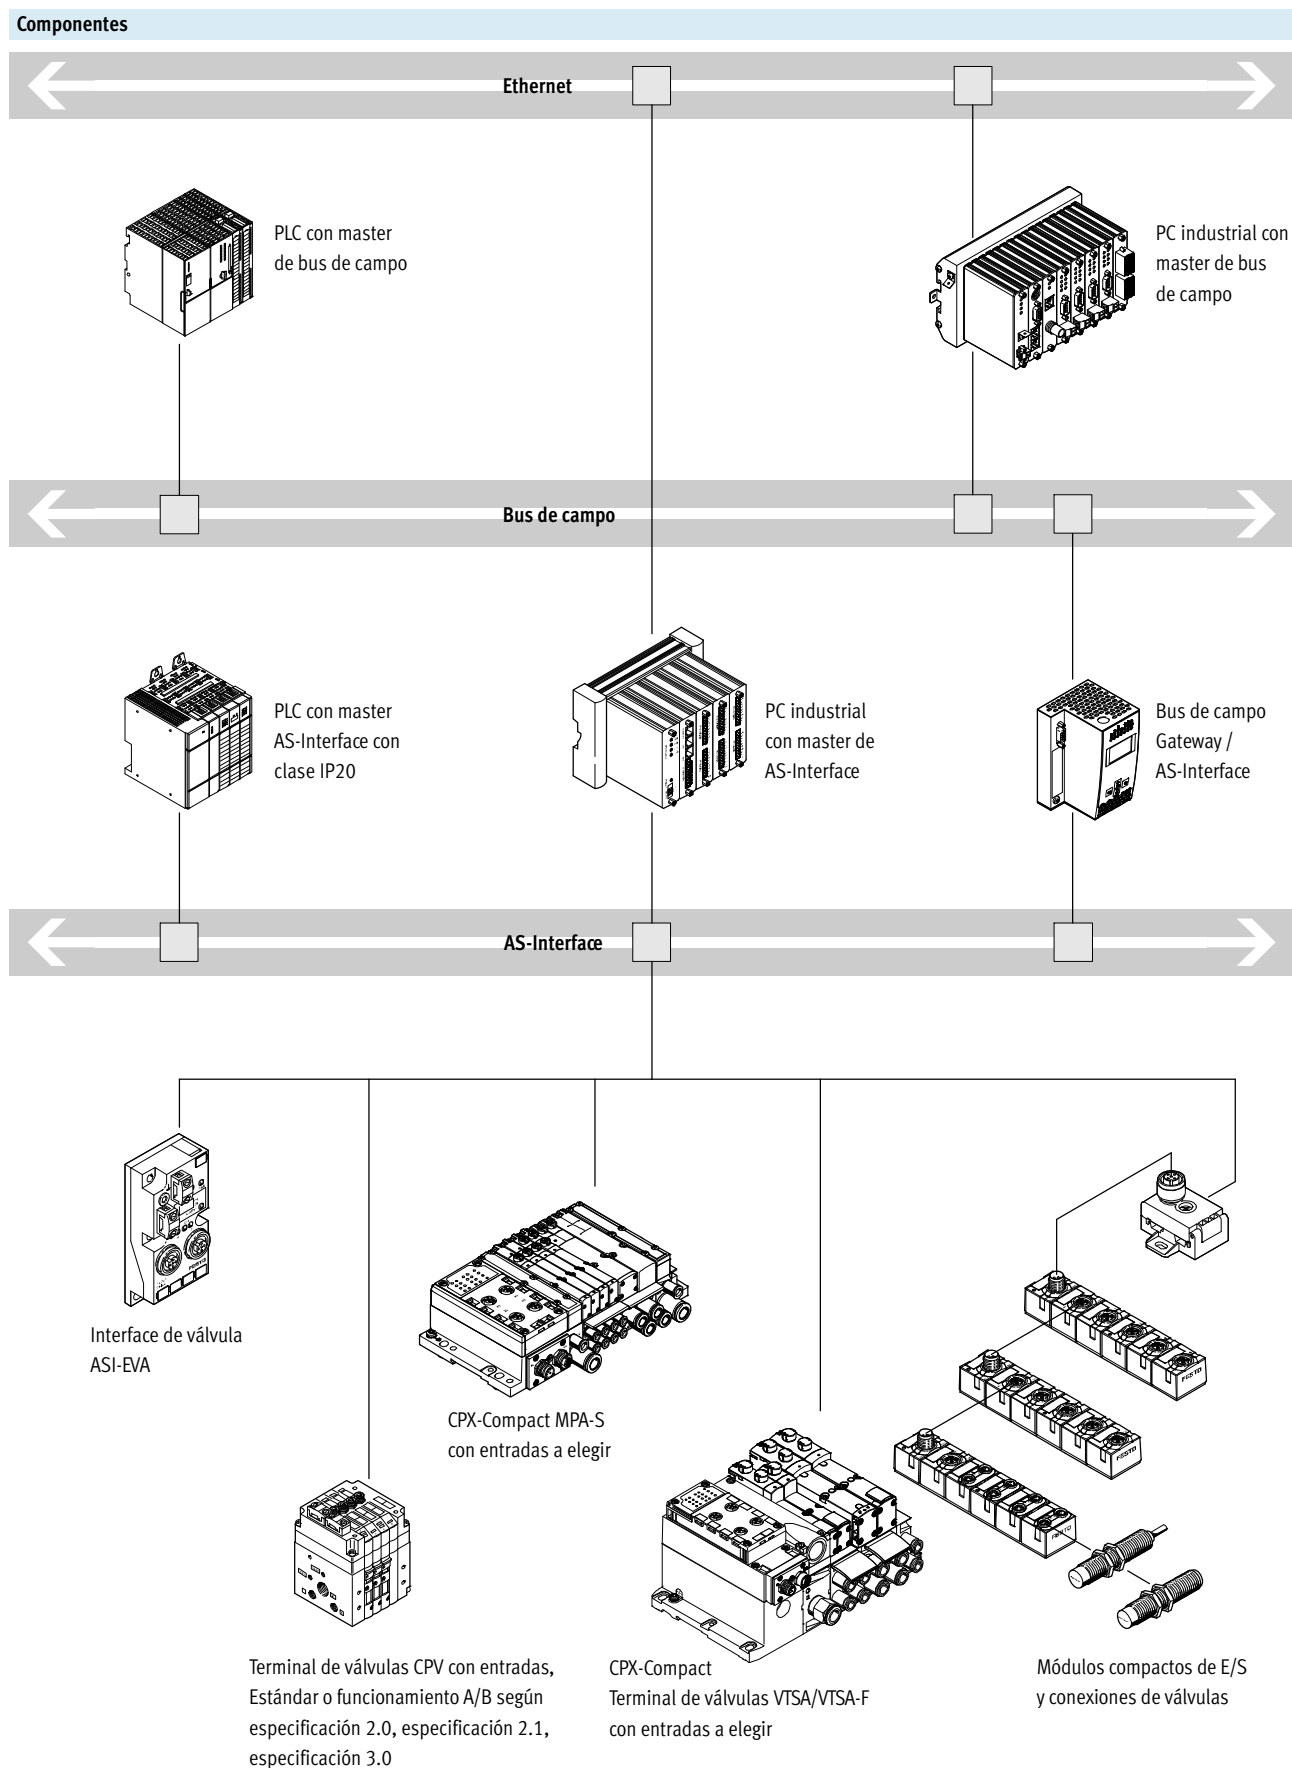 Componentes
Ethernet
PLC con master
de bus de campo
PC industrial con
master de bus
de campo
Bus de campo
PLC con master
AS-Interface con
clase IP20
PC industrial
con master de
AS-Interface
Bus de campo
Gateway /
AS-Interface
AS-Interface
Interface de válvula
ASI-EVA
CPX-Compact MPA-S
con entradas a elegir
FESTO
FESTO
FESTO
FESTO
Terminal de válvulas CPV con entradas,
Estándar o funcionamiento A/B según
especificación 2.0, especificación 2.1,
especificación 3.0
CPX-Compact
Terminal de válvulas VTSA/VTSA-F
con entradas a elegir
Módulos compactos de E/S
y conexiones de válvulas